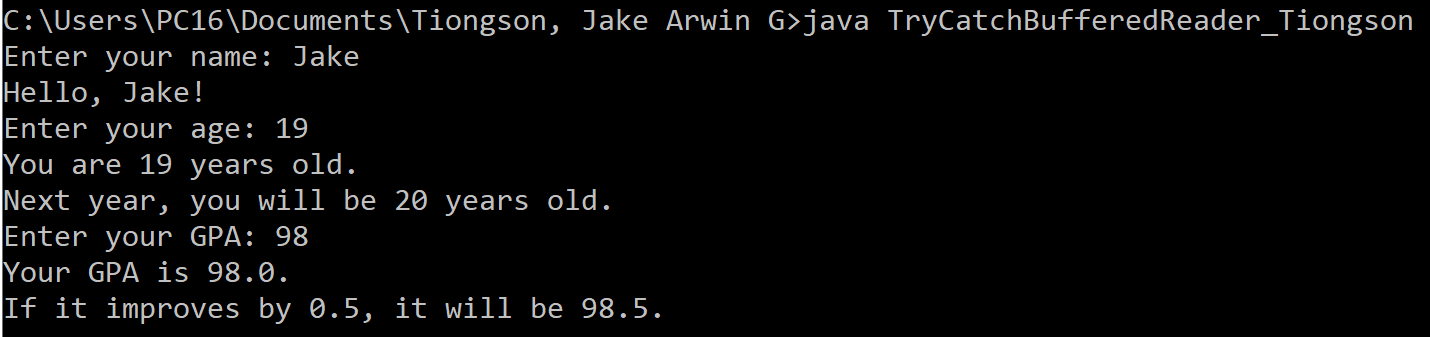 C:\Users\PC16\Documents\Tiongson, Jake Arwin G>java TryCatchBufferedReader_Tiongson
Enter your name: Jake
Hello, Jake!
Enter your age: 19
You are 19 years old.
Next year, you will be 20 years old.
Enter your GPA: 98
Your GPA is 98.0.
If it improves by 0.5, it will be 98.5.